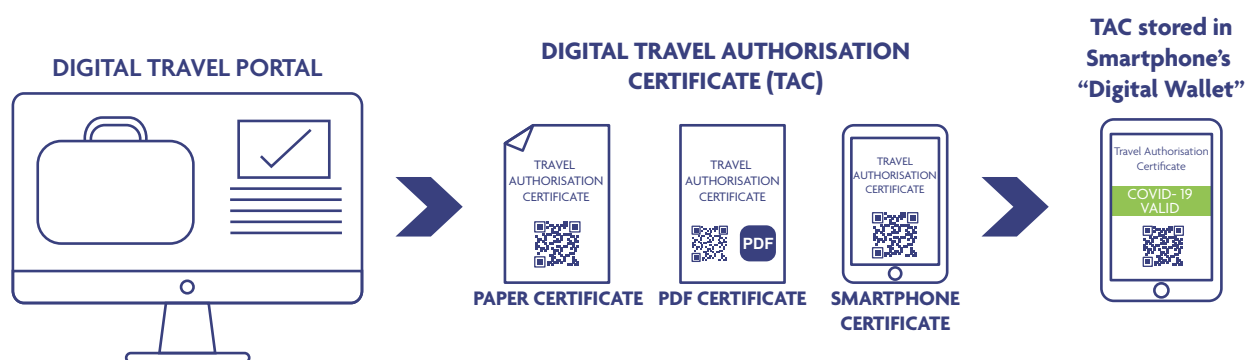 DIGITAL TRAVEL PORTAL
DIGITAL TRAVEL AUTHORISATION
CERTIFICATE (TAC)
TRAVEL
AUTHORISATION
CERTIFICATE
PAPER CERTIFICATE
TRAVEL
AUTHORISATION
CERTIFICATE
PDF
PDF CERTIFICATE
TRAVEL
AUTHORISATION
CERTIFICATE
SMARTPHONE
CERTIFICATE
TAC stored in
Smartphone’s
“Digital Wallet”
Travel Authorisation
Certificate
COVID- 19
VALID